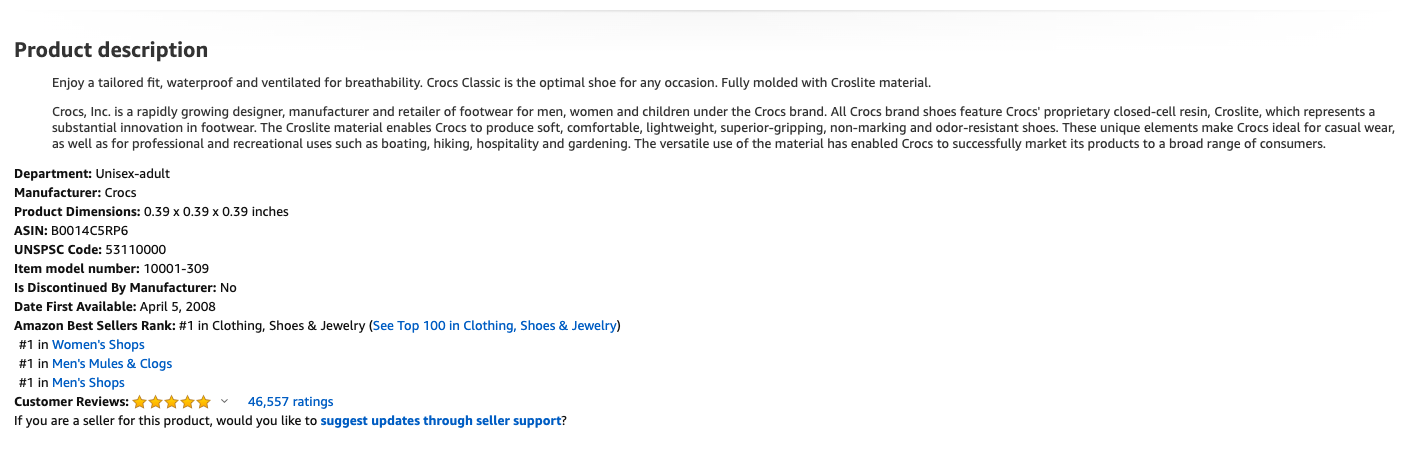 Product description
Enjoy a tailored fit, waterproof and ventilated for breathability. Crocs Classic is the optimal shoe for any occasion. Fully molded with Croslite material.
Crocs, Inc. is a rapidly growing designer, manufacturer and retailer of footwear for men, women and children under the Crocs brand. All Crocs brand shoes feature Crocs' proprietary closed-cell resin, Croslite, which represents a
substantial innovation in footwear. The Croslite material enables Crocs to produce soft, comfortable, lightweight, superior-gripping, non-marking and odor-resistant shoes. These unique elements make Crocs ideal for casual wear,
as well as for professional and recreational uses such as boating, hiking, hospitality and gardening. The versatile use of the material has enabled Crocs to successfully market its products to a broad range of consumers.
Department: Unisex-adult
Manufacturer: Crocs
Product Dimensions: 0.39 x 0.39 x 0.39 inches
ASIN: B0014C5RP6
UNSPSC Code: 53110000
Item model number: 10001-309
Is Discontinued By Manufacturer: No
Date First Available: April 5, 2008
Amazon Best Sellers Rank: #1 in Clothing, Shoes & Jewelry (See Top 100 in Clothing, Shoes & Jewelry)
#1 in Women's Shops
#1 in Men's Mules & Clogs
#1 in Men's Shops
Customer Reviews: 46,557 ratings
If you are a seller for this product, would you like to suggest updates through seller support?